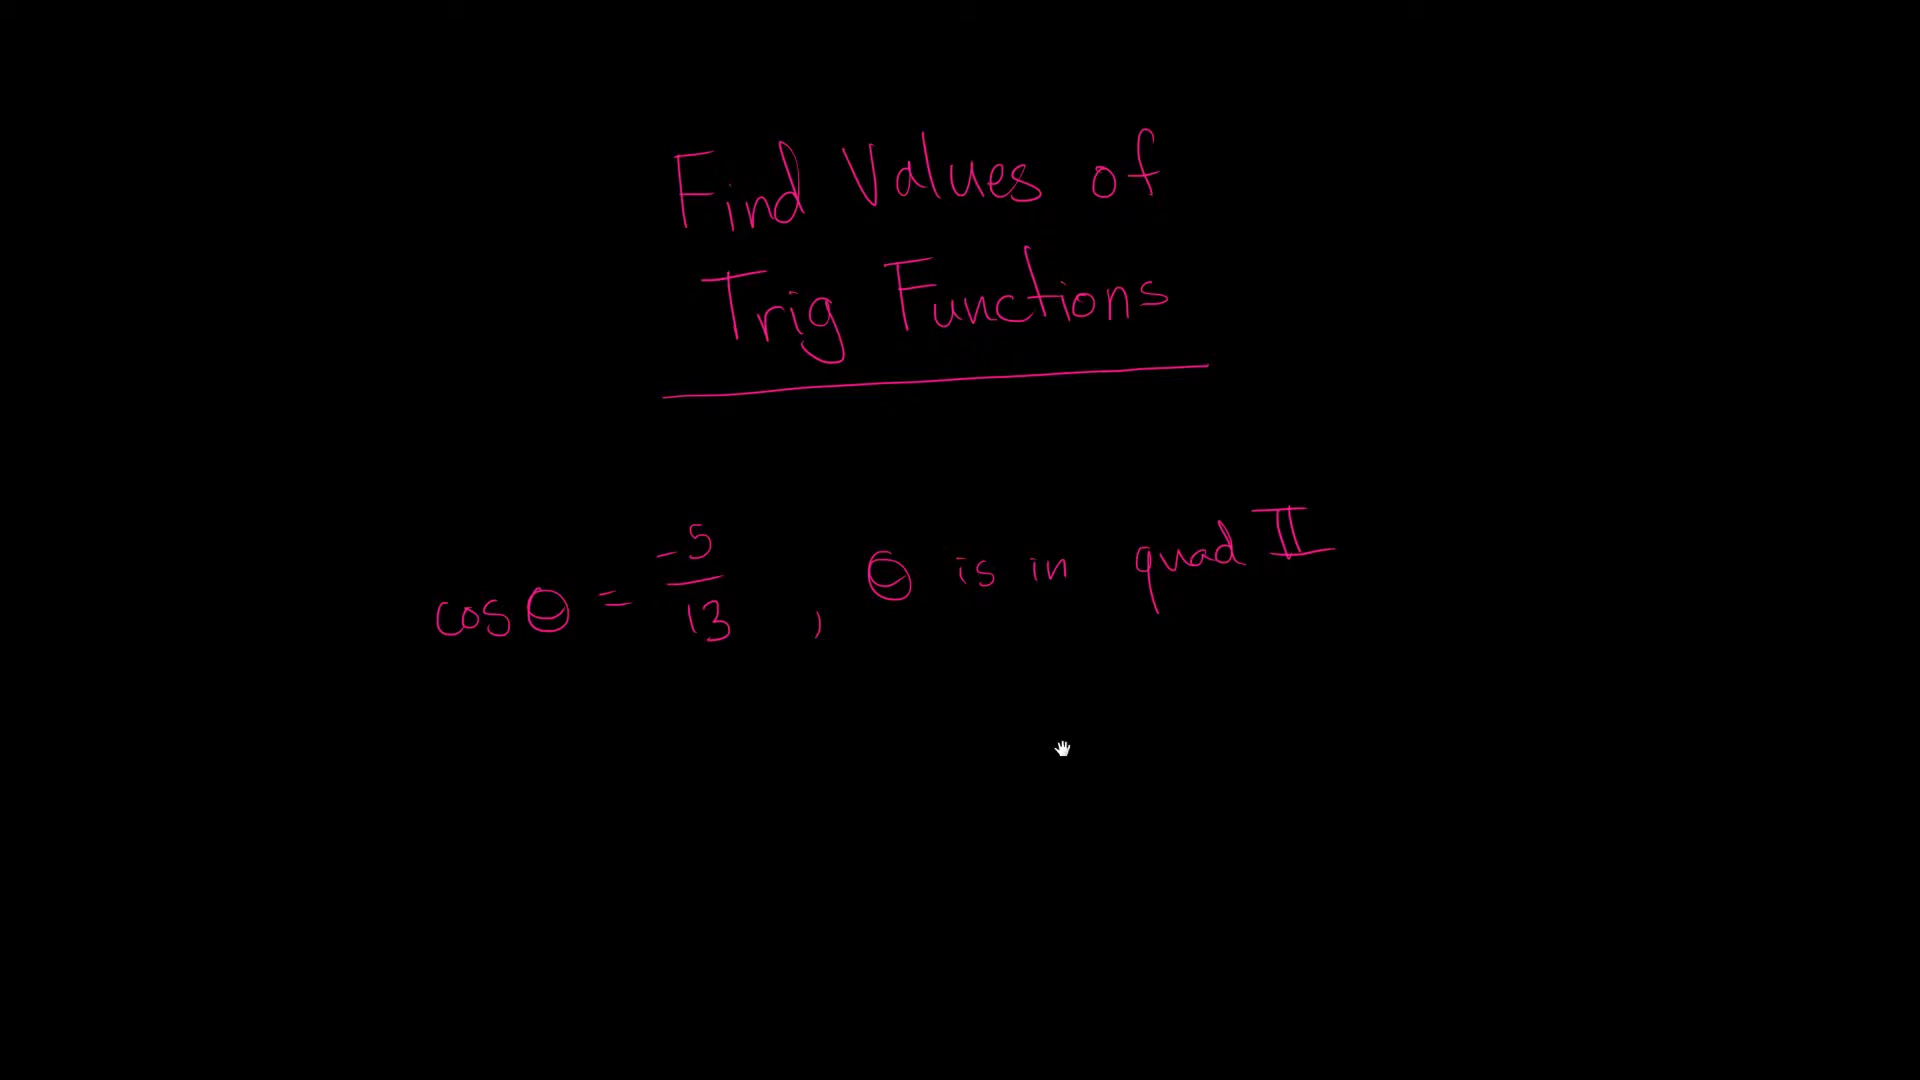 Find Values of
Trig Functions
cos θ = -5/13 , θ is in quad II